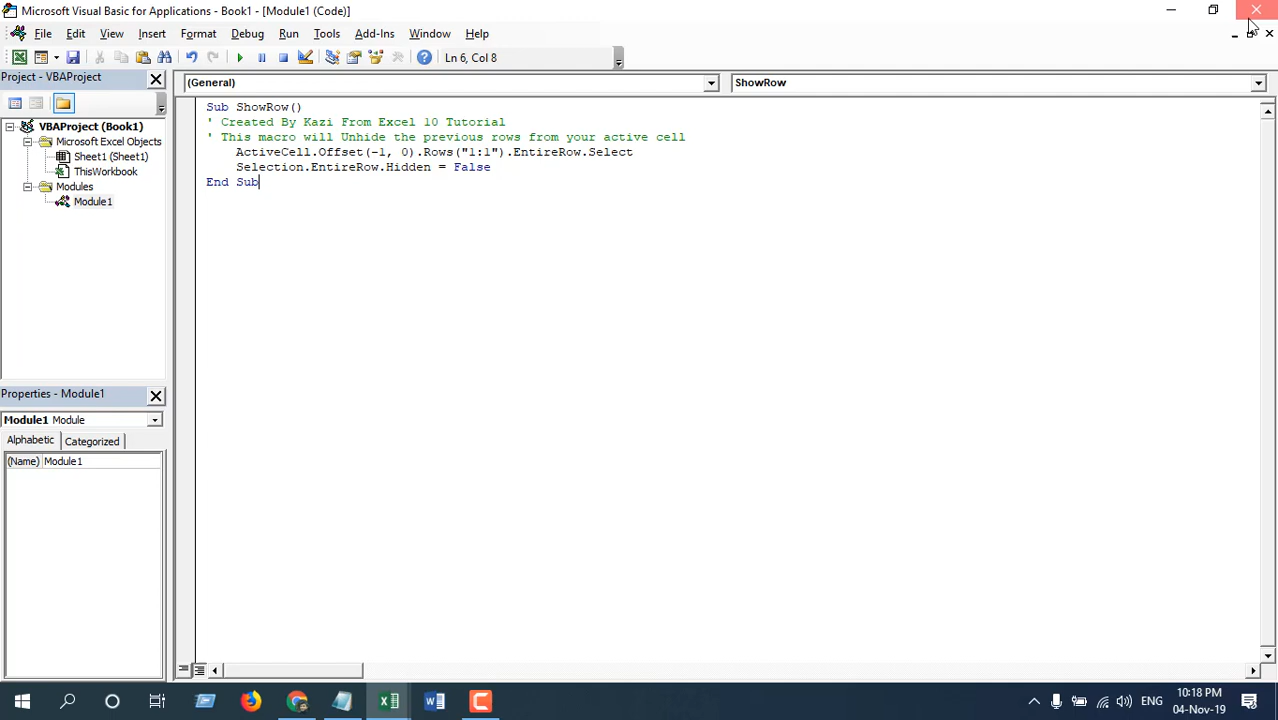 Microsoft Visual Basic for Applications - Book1 - [Module1 (Code)]
File Edit View Insert Format Debug Run Tools Add-Ins Window Help
Ln 6, Col 8
Project - VBAProject
(General)
ShowRow
VBAProject (Book1)
Microsoft Excel Objects
Sheet1 (Sheet1)
ThisWorkbook
Modules
Module1
Sub ShowRow()
' Created By Kazi From Excel 10 Tutorial
' This macro will Unhide the previous rows from your active cell
ActiveCell.Offset(-1, 0).Rows("1:1").EntireRow.Select
Selection.EntireRow.Hidden = False
End Sub
Properties - Module1
Module1 Module
Alphabetic Categorized
(Name) Module1
ENG
10:18 PM
04-Nov-19